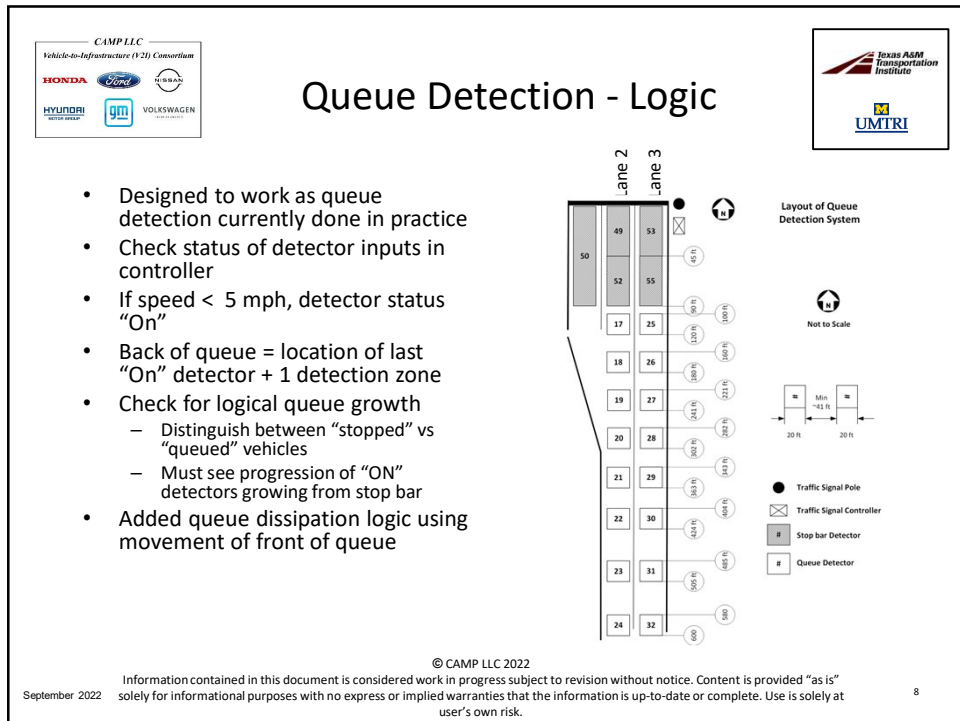 CAMP LLC
Vehicle-to-Infrastructure (V2I) Consortium
HONDA
Ford
NISSAN
HYUNDAI
MOTOR GROUP
gm
VOLKSWAGEN
Texas A&M
Transportation
Institute
M
UMTRI
Queue Detection - Logic
• Designed to work as queue
detection currently done in practice
• Check status of detector inputs in
controller
• If speed < 5 mph, detector status
“On”
• Back of queue = location of last
“On” detector + 1 detection zone
• Check for logical queue growth
– Distinguish between “stopped” vs
“queued” vehicles
– Must see progression of “ON”
detectors growing from stop bar
• Added queue dissipation logic using
movement of front of queue
Lane 2
Lane 3
N
Layout of Queue
Detection System
49
53
50
45 ft
52
55
90 ft
100 ft
17
25
120 ft
N
Not to Scale
160 ft
18
26
180 ft
221 ft
19
27
241 ft
# Min #
~41 ft
20 ft
20 ft
282 ft
20
28
302 ft
343 ft
21
29
363 ft
Traffic Signal Pole
404 ft
22
30
424 ft
Traffic Signal Controller
# Stop bar Detector
485 ft
23
31
505 ft
# Queue Detector
580
24
32
600
© CAMP LLC 2022
Information contained in this document is considered work in progress subject to revision without notice. Content is provided “as is”
September 2022
solely for informational purposes with no express or implied warranties that the information is up-to-date or complete. Use is solely at
user’s own risk.
8